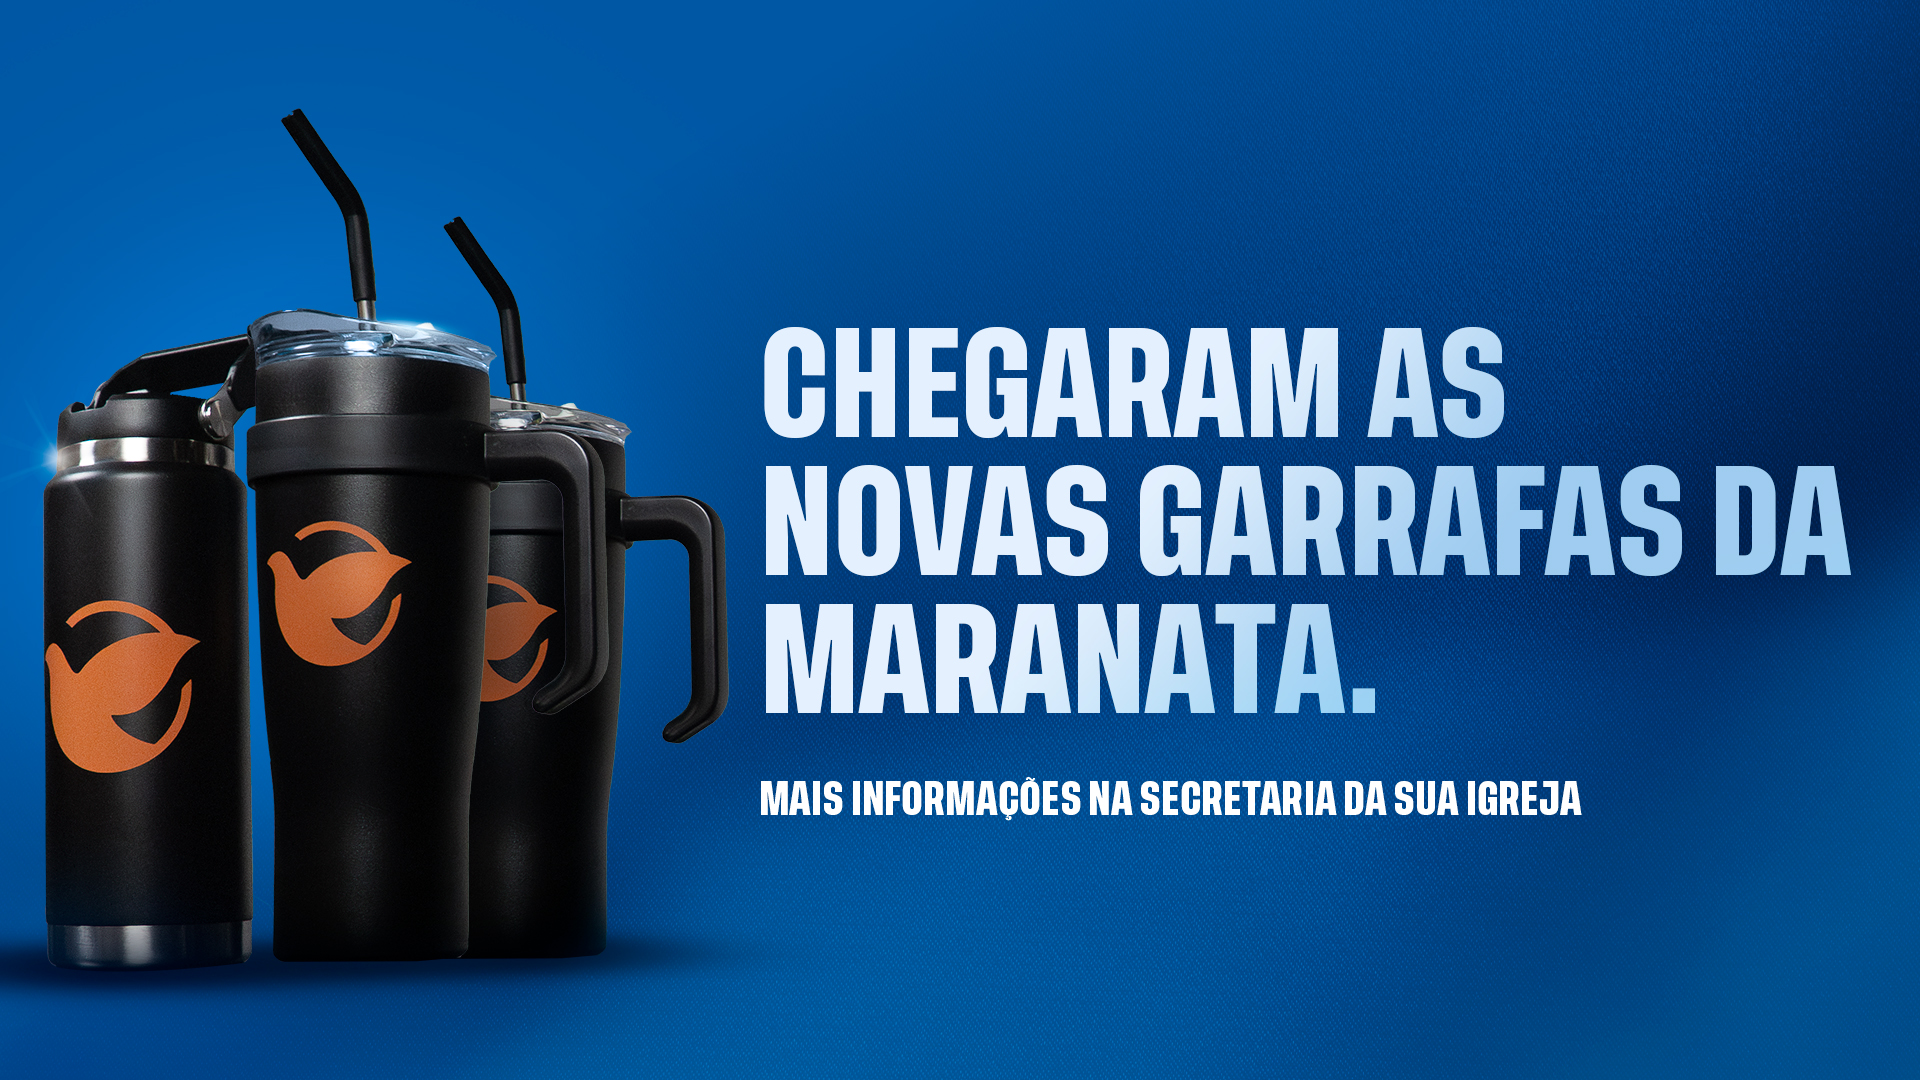 CHEGARAM AS
NOVAS GARRAFAS DA
MARANATA.
MAIS INFORMAÇÕES NA SECRETARIA DA SUA IGREJA